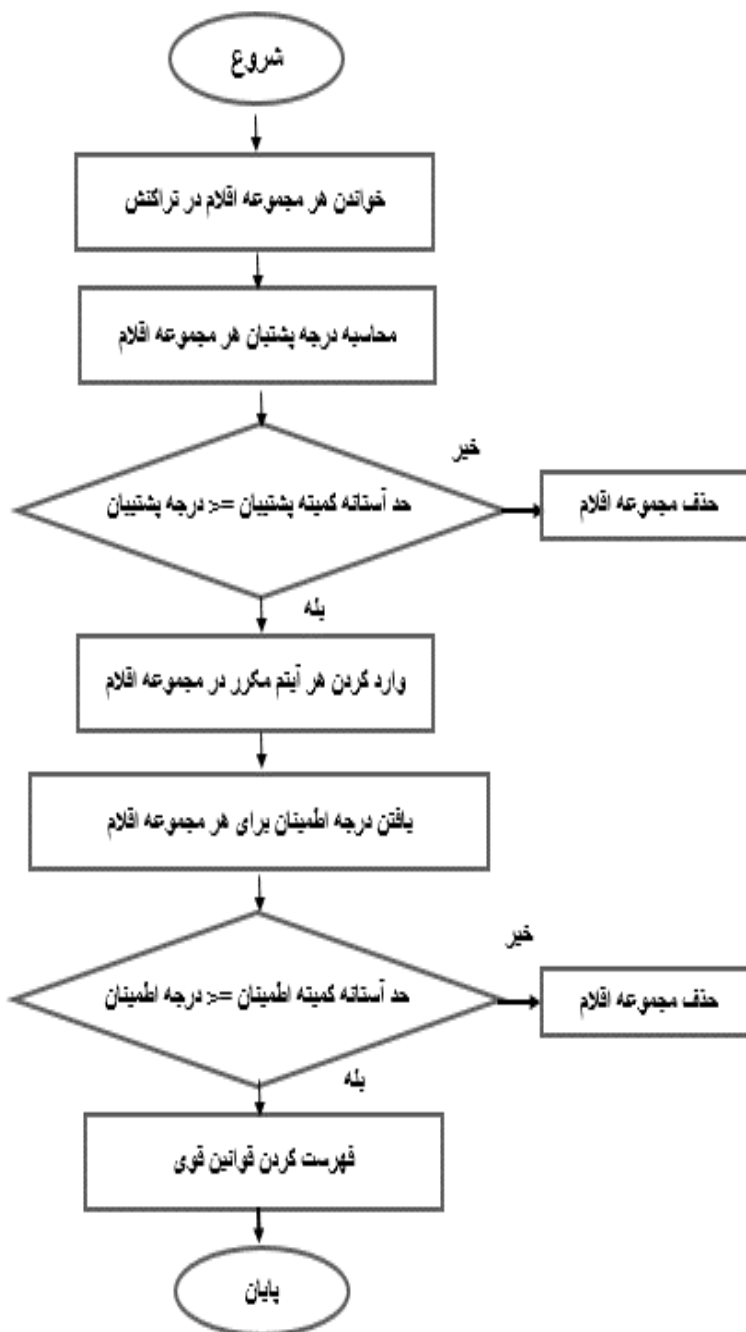 شروع
خواندن هر مجموعه اقلام در تراکنش
محاسبه درجه پشتبان هر مجموعه اقلام
خیر
حد آستانه کمینه پشتیبان =< درجه پشتیبان
حذف مجموعه اقلام
بله
وارد کردن هر آیتم مکرر در مجموعه اقلام
یافتن درجه اطمینان برای هر مجموعه اقلام
خیر
حد آستانه کمینه اطمینان =< درجه اطمینان
حذف مجموعه اقلام
بله
فهرست کردن قوانین قوی
پایان